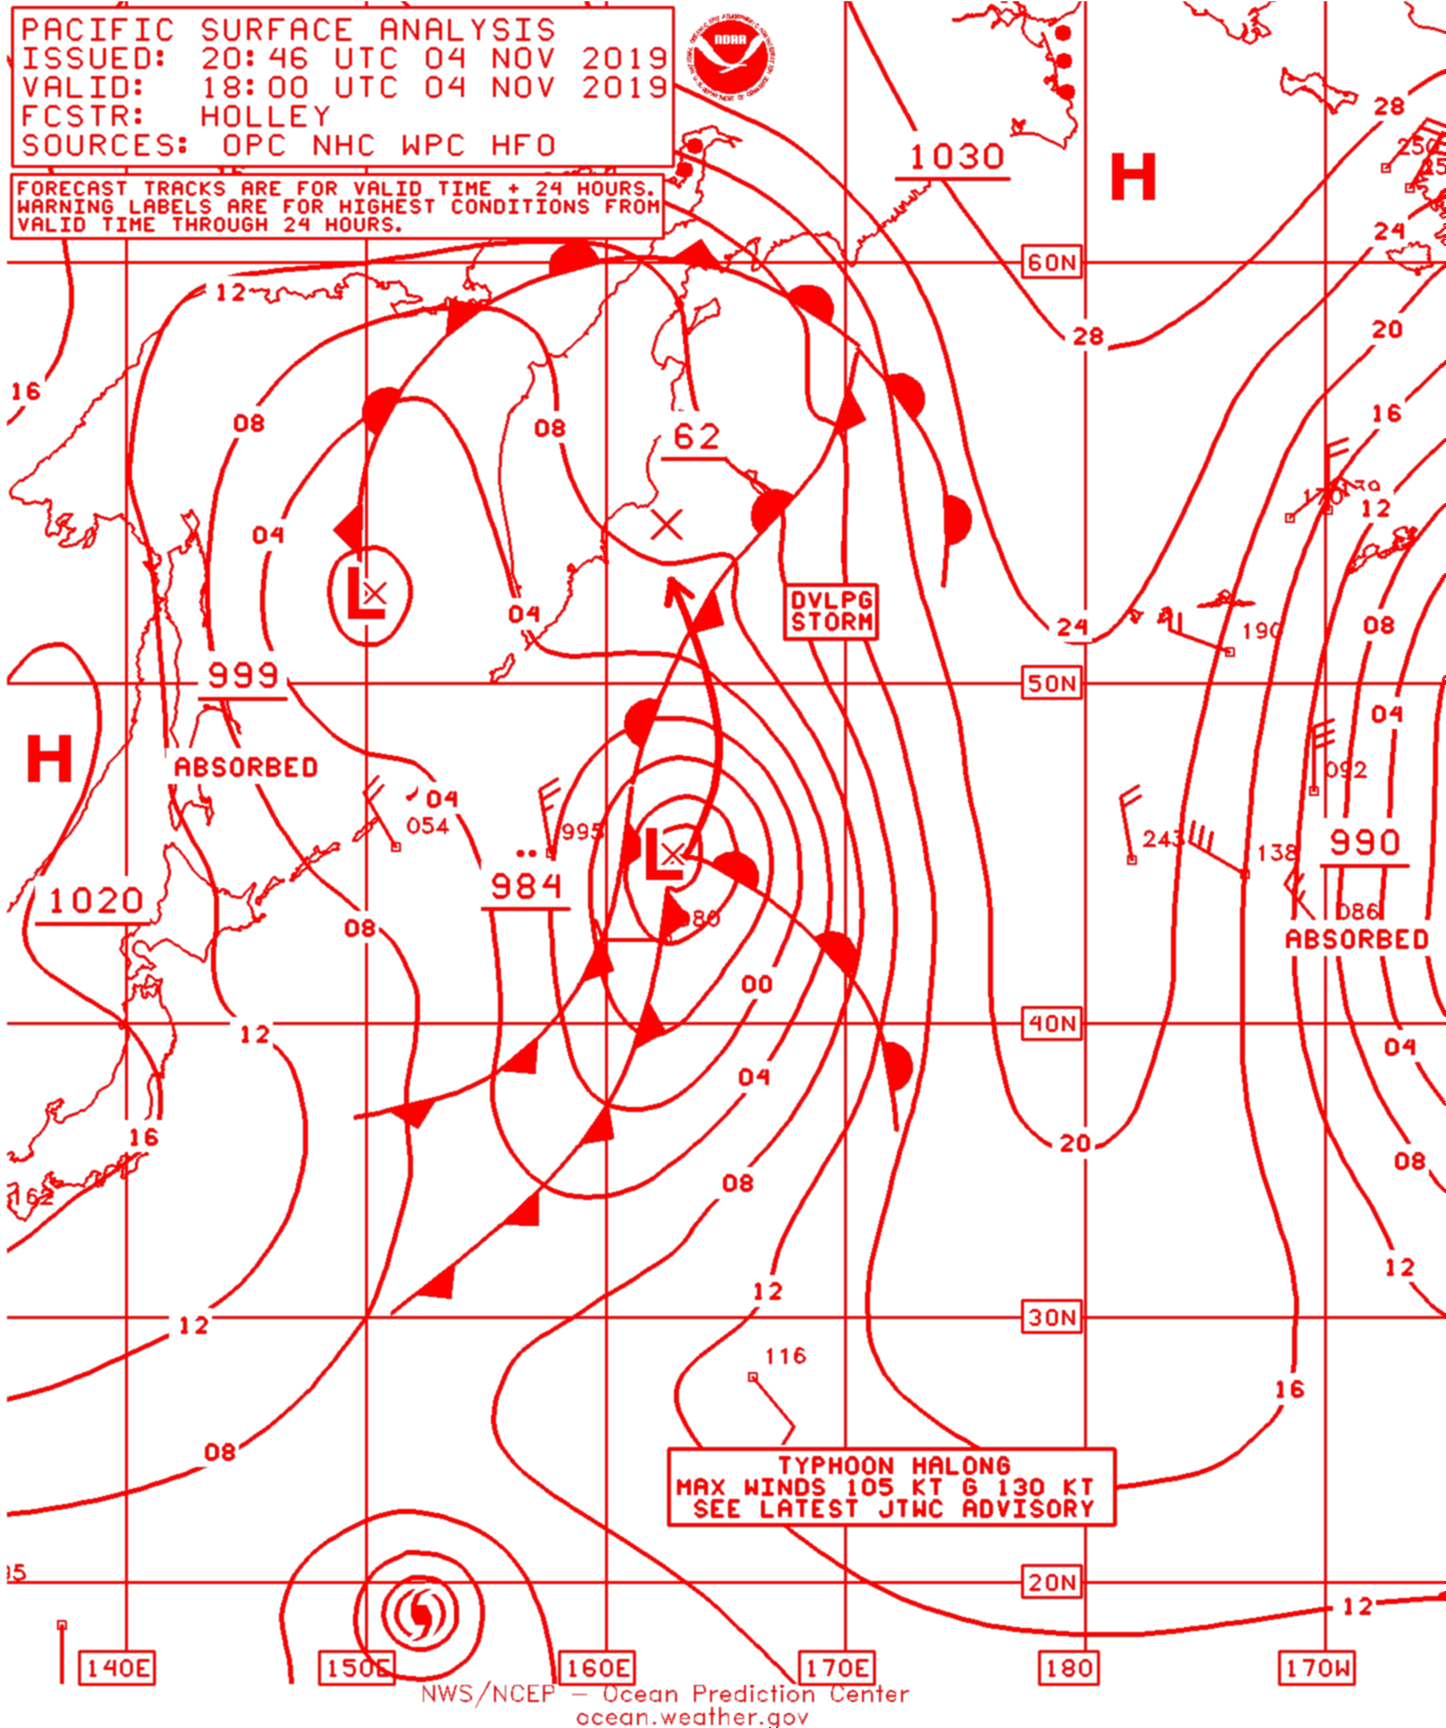 PACIFIC SURFACE ANALYSIS
ISSUED: 20:46 UTC 04 NOV 2019
VALID: 18:00 UTC 04 NOV 2019
FCSTR: HOLLEY
SOURCES: OPC NHC WPC HFO
NOAA
FORECAST TRACKS ARE FOR VALID TIME + 24 HOURS.
WARNING LABELS ARE FOR HIGHEST CONDITIONS FROM
VALID TIME THROUGH 24 HOURS.
28
1030
H
24
60N
12
20
28
16
16
08
08
62
12
04
DVLPG
STORM
L
04
24
190
08
999
50N
04
H
ABSORBED
092
04
054
995
243
138
990
L
984
1020
80
086
ABSORBED
08
00
12
40N
04
04
16
20
08
08
162
12
12
12
30N
116
16
08
TYPHOON HALONG
MAX WINDS 105 KT G 130 KT
SEE LATEST JTWC ADVISORY
20N
12
140E
150E
160E
170E
180
170W
NWS/NCEP – Ocean Prediction Center
ocean.weather.gov